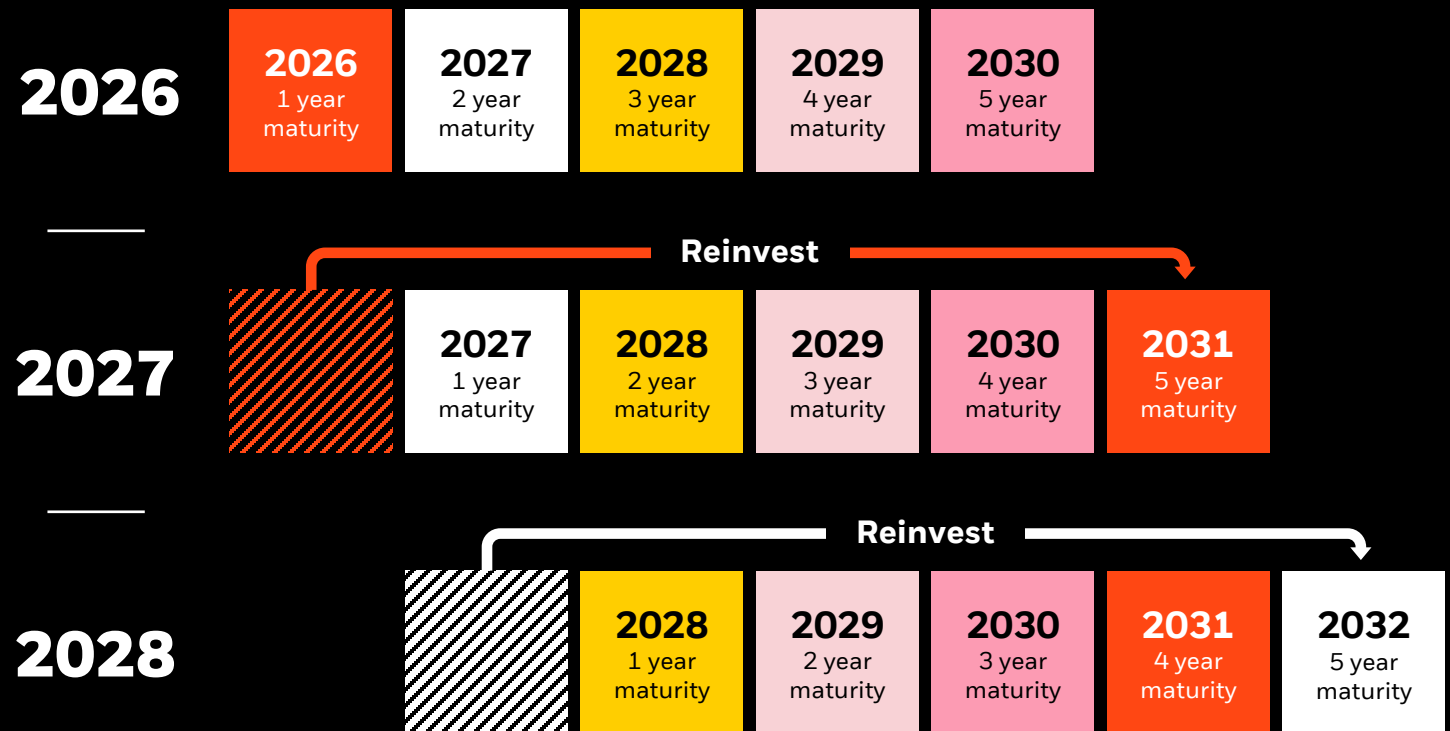 2026
2026
1 year
maturity
2027
2 year
maturity
2028
3 year
maturity
2029
4 year
maturity
2030
5 year
maturity
Reinvest
2027
2027
1 year
maturity
2028
2 year
maturity
2029
3 year
maturity
2030
4 year
maturity
2031
5 year
maturity
Reinvest
2028
2028
1 year
maturity
2029
2 year
maturity
2030
3 year
maturity
2031
4 year
maturity
2032
5 year
maturity